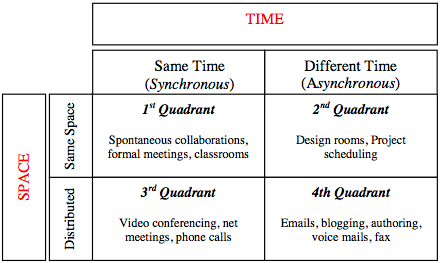 TIME
Same Time
(Synchronous)
Different Time
(Asynchronous)
SPACE
Same Space
1st Quadrant
Spontaneous collaborations,
formal meetings, classrooms
2nd Quadrant
Design rooms, Project
scheduling
Distributed
3rd Quadrant
Video conferencing, net
meetings, phone calls
4th Quadrant
Emails, blogging, authoring,
voice mails, fax